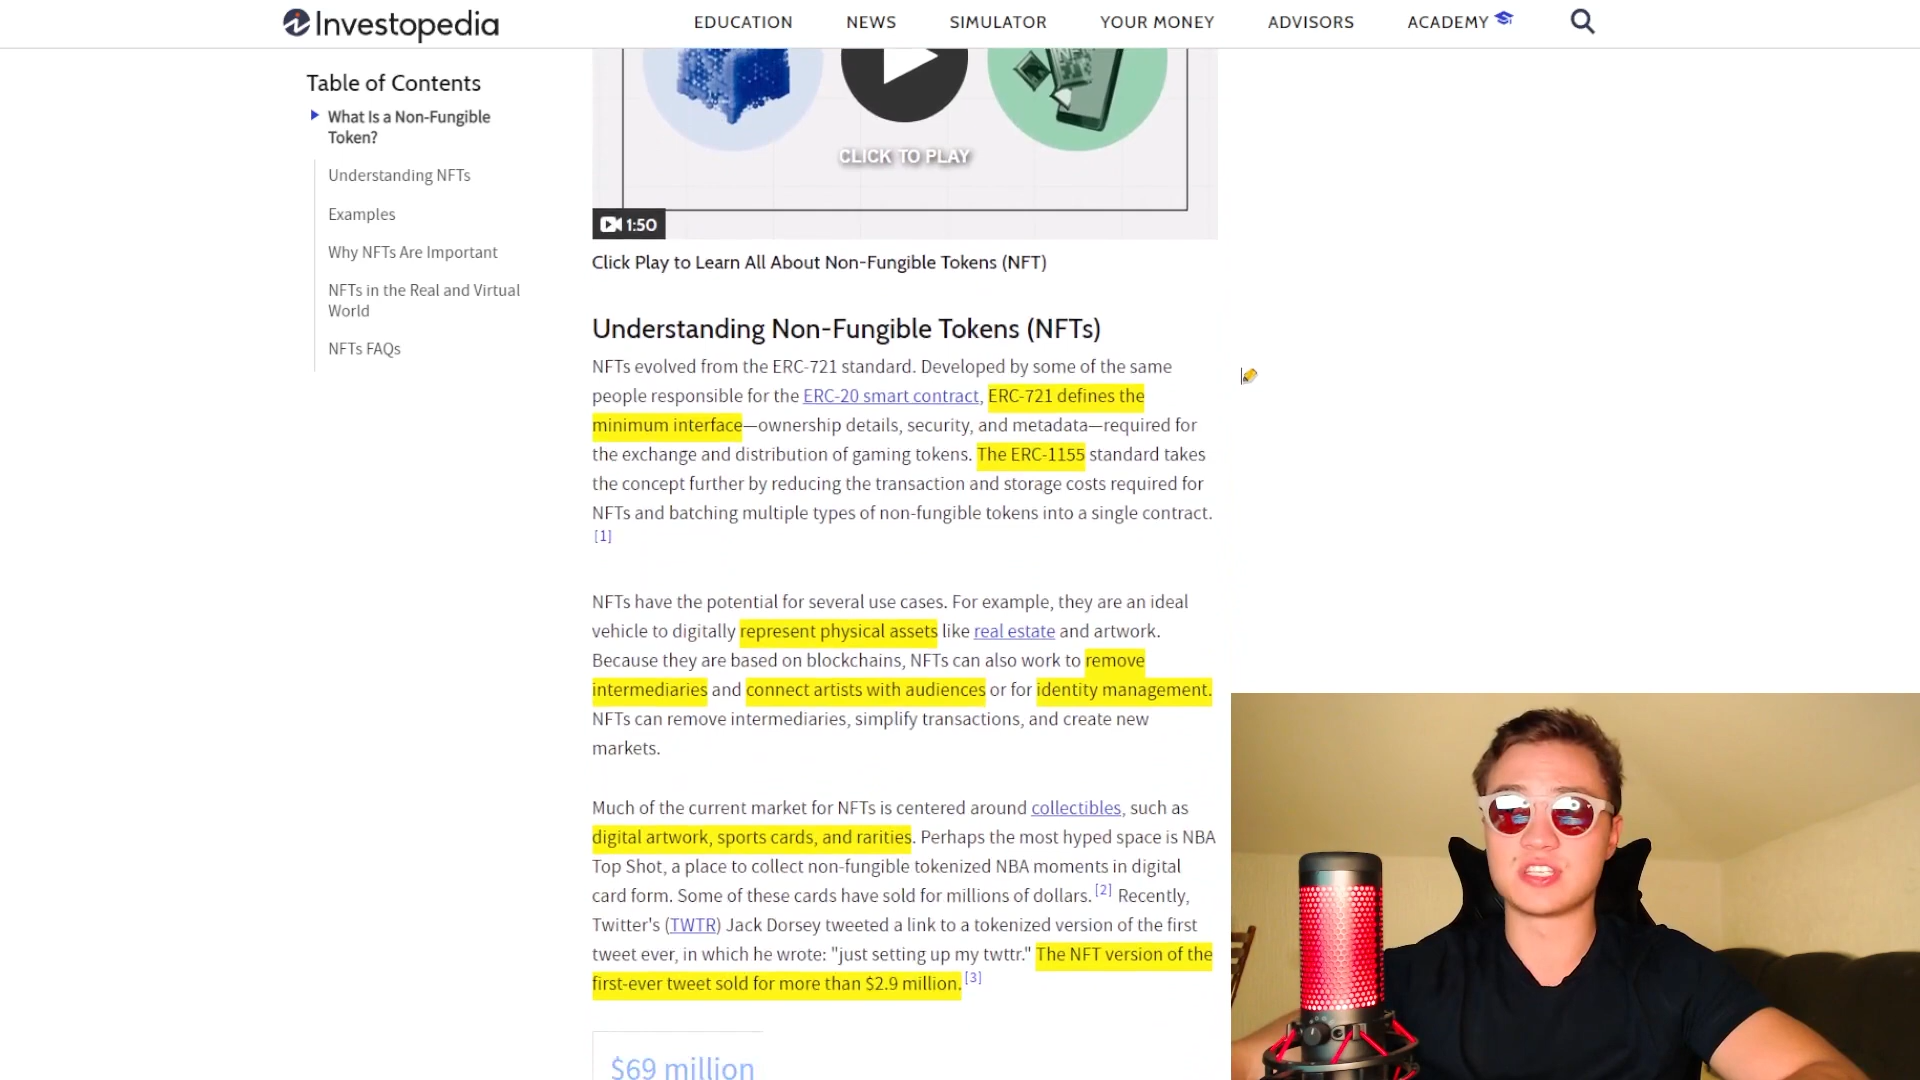 Investopedia
EDUCATION
NEWS
SIMULATOR
YOUR MONEY
ADVISORS
ACADEMY
Table of Contents
What Is a Non-Fungible
Token?
Understanding NFTs
Examples
Why NFTs Are Important
NFTs in the Real and Virtual
World
NFTs FAQs
CLICK TO PLAY
1:50
Click Play to Learn All About Non-Fungible Tokens (NFT)
Understanding Non-Fungible Tokens (NFTs)
NFTs evolved from the ERC-721 standard. Developed by some of the same
people responsible for the ERC-20 smart contract, ERC-721 defines the
minimum interface—ownership details, security, and metadata—required for
the exchange and distribution of gaming tokens. The ERC-1155 standard takes
the concept further by reducing the transaction and storage costs required for
NFTs and batching multiple types of non-fungible tokens into a single contract.
[1]
NFTs have the potential for several use cases. For example, they are an ideal
vehicle to digitally represent physical assets like real estate and artwork.
Because they are based on blockchains, NFTs can also work to remove
intermediaries and connect artists with audiences or for identity management.
NFTs can remove intermediaries, simplify transactions, and create new
markets.
Much of the current market for NFTs is centered around collectibles, such as
digital artwork, sports cards, and rarities. Perhaps the most hyped space is NBA
Top Shot, a place to collect non-fungible tokenized NBA moments in digital
card form. Some of these cards have sold for millions of dollars. [2] Recently,
Twitter's (TWTR) Jack Dorsey tweeted a link to a tokenized version of the first
tweet ever, in which he wrote: "just setting up my twttr." The NFT version of the
first-ever tweet sold for more than $2.9 million. [3]
$69 million